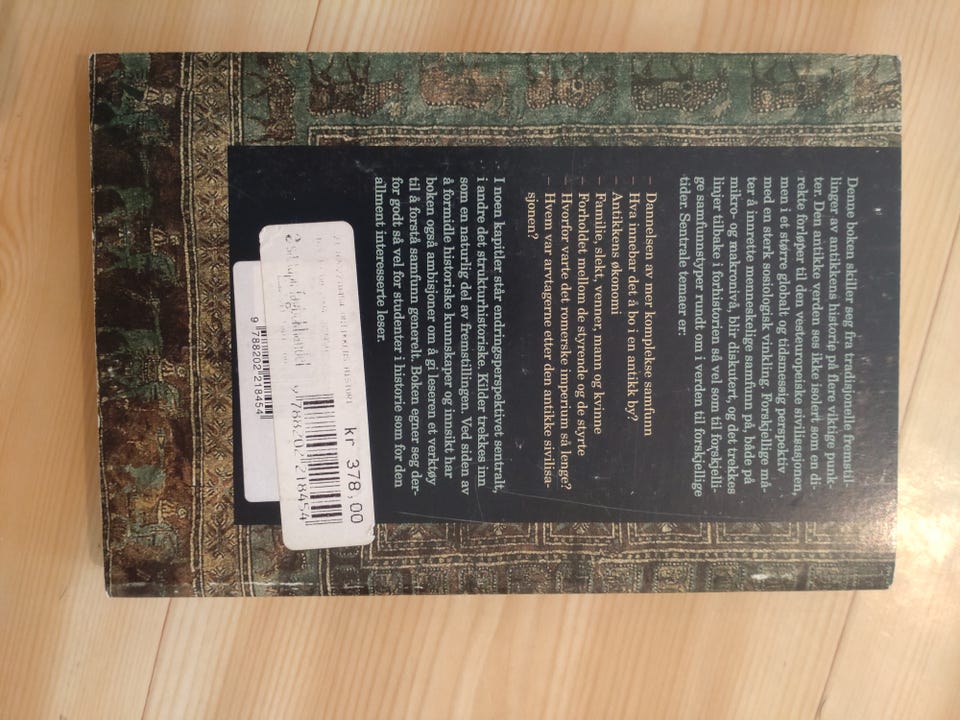 Denne boken skiller seg fra tradisjonelle fremstil-
linger av antikkens historie på flere viktige punk-
ter. Den antikke verden ses ikke isolert som en di-
rekte forløper til den vesteuropeiske sivilisasjonen,
men i et større globalt og tidsmessig perspektiv
med en sterk sosiologisk vinkling. Forskjellige må-
ter å innrette menneskelige samfunn på, både på
mikro- og makronivå, blir diskutert, og det trekkes
linjer tilbake i forhistorien så vel som til forskjelli-
ge samfunnstyper rundt om i verden til forskjellige
tider. Sentrale temaer er:
– Dannelsen av mer komplekse samfunn
– Hva innebar det å bo i en antikk by?
– Antikkens økonomi
– Familie, slekt, venner, mann og kvinne
– Forholdet mellom de styrende og de styrte
– Hvorfor varte det romerske imperium så lenge?
– Hvem var arvtagerne etter den antikke sivilisa-
sjonen?
I noen kapitler står endringsperspektivet sentralt,
i andre det strukturhistoriske. Kilder trekkes inn
som en naturlig del av fremstillingen. Ved siden av
å formidle historiske kunnskaper og innsikt har
boken også ambisjoner om å gi leseren et verktøy
til å forstå samfunn generelt. Boken egner seg der-
for godt så vel for studenter i historie som for den
allment interesserte leser.
kr 378,00
9788202218454
9 788202 218454